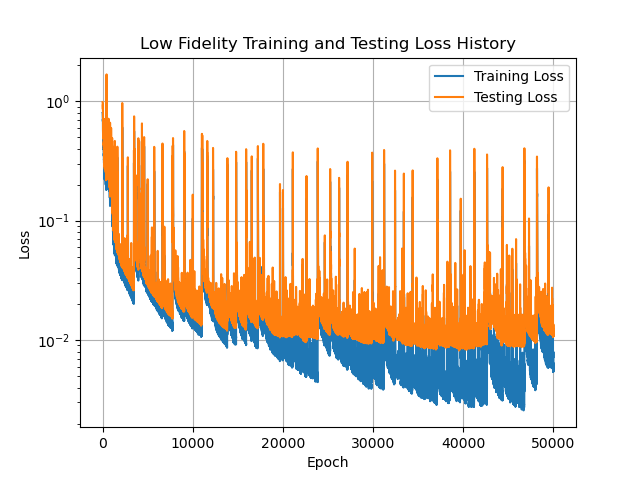 Low Fidelity Training and Testing Loss History
Training Loss
Testing Loss
10⁰
10⁻¹
10⁻²
Loss
0 10000 20000 30000 40000 50000
Epoch